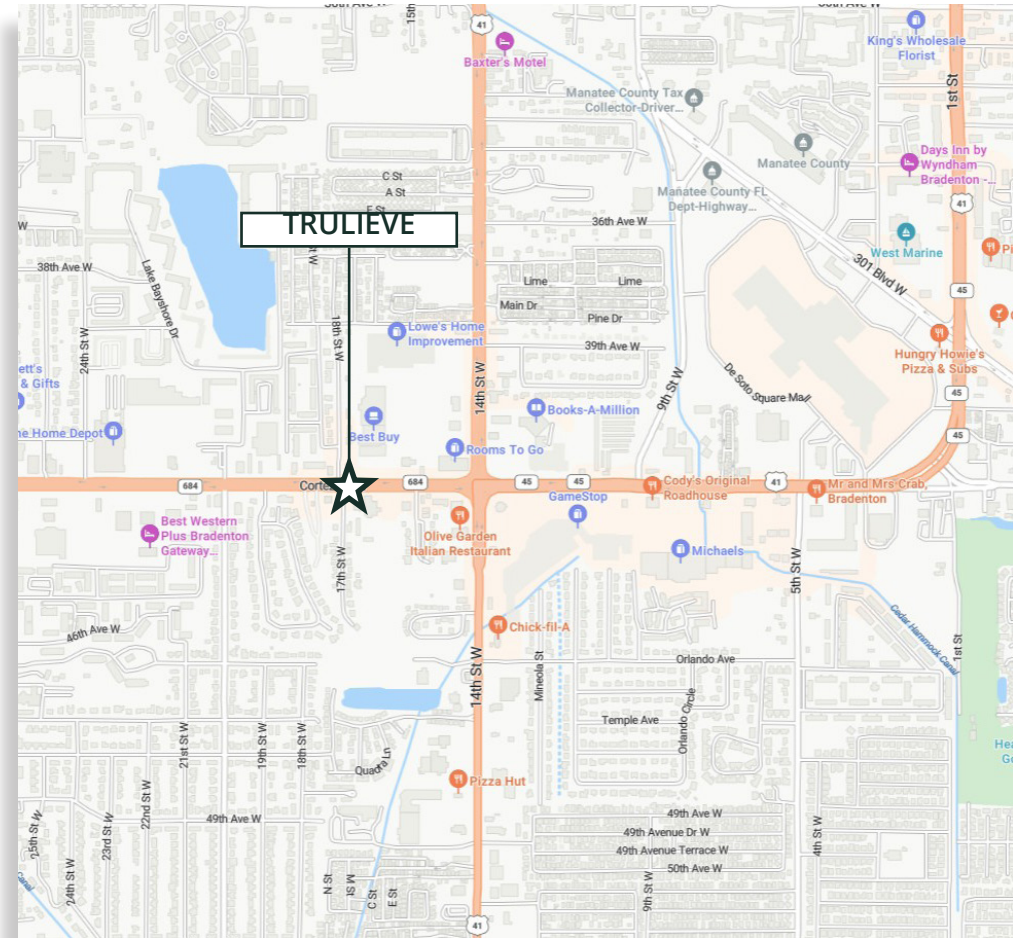 41
Baxter's Motel
King's Wholesale
Florist
1st St
Manatee County Tax
Collector-Driver...
Manatee County
Days Inn by
Wyndham
Bradenton -...
Manatee County FL
Dept-Highway...
41
C St
A St
TRULIEVE
36th Ave W
West Marine
301 Blvd W
38th Ave W
Lake Bayshore Dr
Lime
Lime
Main Dr
Pine Dr
45
18th St W
Lowe's Home
Improvement
24th St W
39th Ave W
Hungry Howie's
Pizza & Subs
14th St W
9th St W
De Soto Square Mall
ett's
& Gifts
45
Books-A-Million
Best Buy
ne Home Depot
Rooms To Go
45
684
Corte
684
45
45
GameStop
Cody's Original
Roadhouse
41
Mr and Mrs Crab,
Bradenton
Best Western
Plus Bradenton
Gateway...
Olive Garden
Italian Restaurant
Michaels
17th St W
5th St W
Chick-fil-A
46th Ave W
Cedar Hammock Canal
1st St
Orlando Ave
14th St W
Mineola St
Orlando Circle
Temple Ave
21st St W
19th St W
18th St W
Quadra Ln
Hea
Go
Pizza Hut
22nd St W
49th Ave W
49th Ave W
49th Avenue Dr W
49th Avenue Terrace W
50th Ave W
25th St W
23rd St W
4th St W
24th St W
N St
M St
C St
E St
9th St W
Canal
41